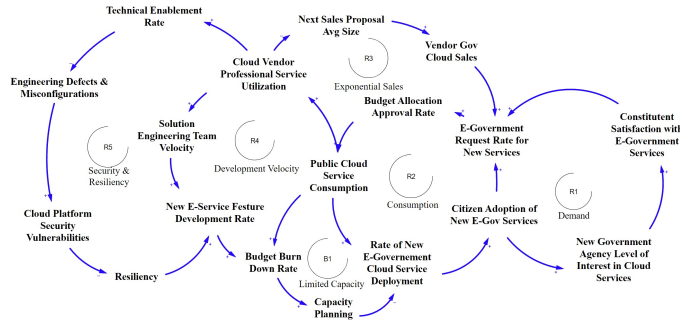 Technical Enablement
Rate
Next Sales Proposal
Avg Size
Vendor Gov
Cloud Sales
R3
Exponential Sales
Cloud Vendor
Professional Service
Utilization
Engineering Defects &
Misconfigurations
Budget Allocation
Approval Rate
Solution
Engineering Team
Velocity
R5
Security &
Resiliency
R4
Development Velocity
E-Government
Request Rate for
New Services
Constitutent
Satisfaction with
E-Government
Services
Public Cloud
Service
Consumption
R2
Consumption
R1
Demand
Cloud Platform
Security
Vulnerabilities
New E-Service Festure
Development Rate
Citizen Adoption of
New E-Gov Services
Resiliency
Budget Burn
Down Rate
B1
Limited Capacity
Rate of New
E-Governement
Cloud Service
Deployment
New Government
Agency Level of
Interest in Cloud
Services
Capacity
Planning